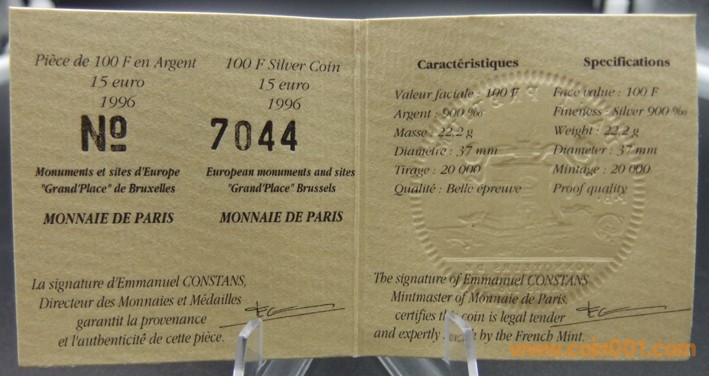 Pièce de 100 F en Argent
15 euro
1996
100 F Silver Coin
15 euro
1996
Nº 7044
Monuments et sites d'Europe
"Grand'Place" de Bruxelles
MONNAIE DE PARIS
European monuments and sites
"Grand'Place" Brussels
MONNAIE DE PARIS
La signature d'Emmanuel CONSTANS,
Directeur des Monnaies et Médailles
garantit la provenance
et l'authenticité de cette pièce.
Caractéristiques
Valeur faciale : 100 F
Argent : 900 ‰
Masse : 22,2 g
Diamètre : 37 mm
Tirage : 20 000
Qualité : Belle épreuve
Specifications
Face value : 100 F
Fineness : Silver 900 ‰
Weight : 22,2 g
Diameter : 37 mm
Mintage : 20 000
Proof quality
The signature of Emmanuel CONSTANS,
Mintmaster of Monnaie de Paris,
certifies this coin is legal tender
and expertly by the French Mint.
www.coin001.com